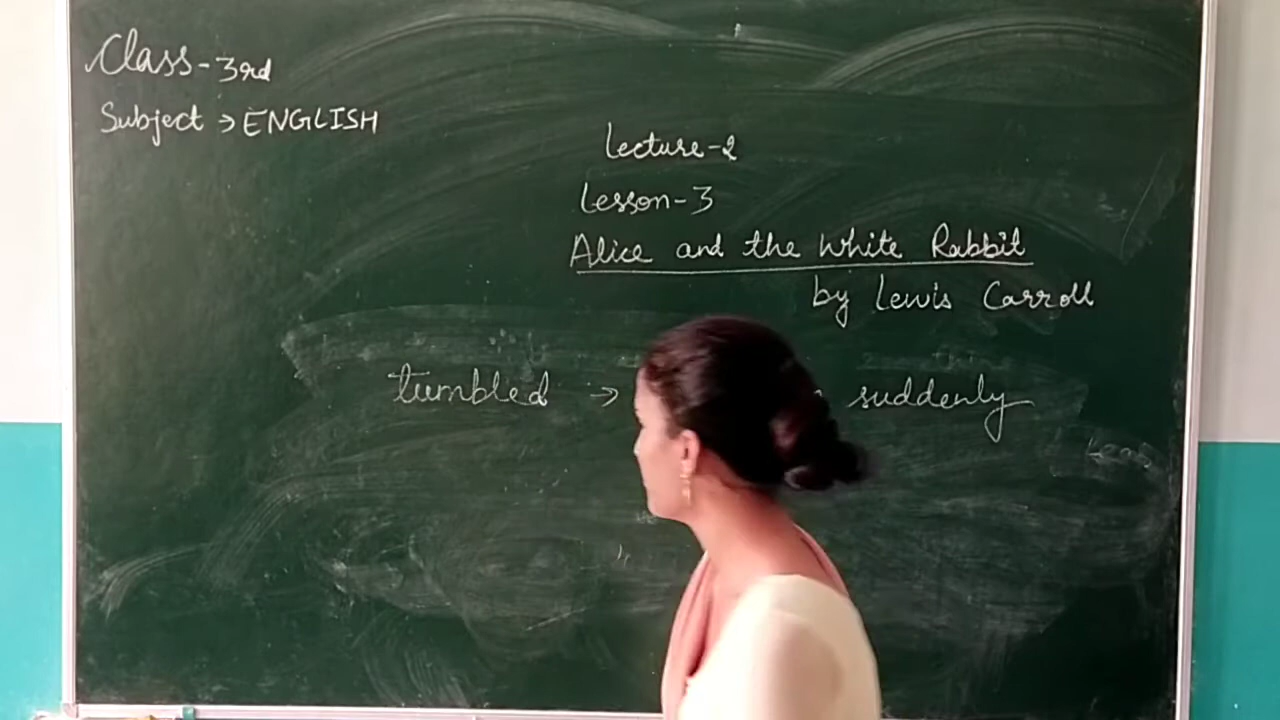 Class-3rd
Subject → ENGLISH
Lecture-2
Lesson-3
Alice and the White Rabbit
by Lewis Carroll
tumbled → suddenly